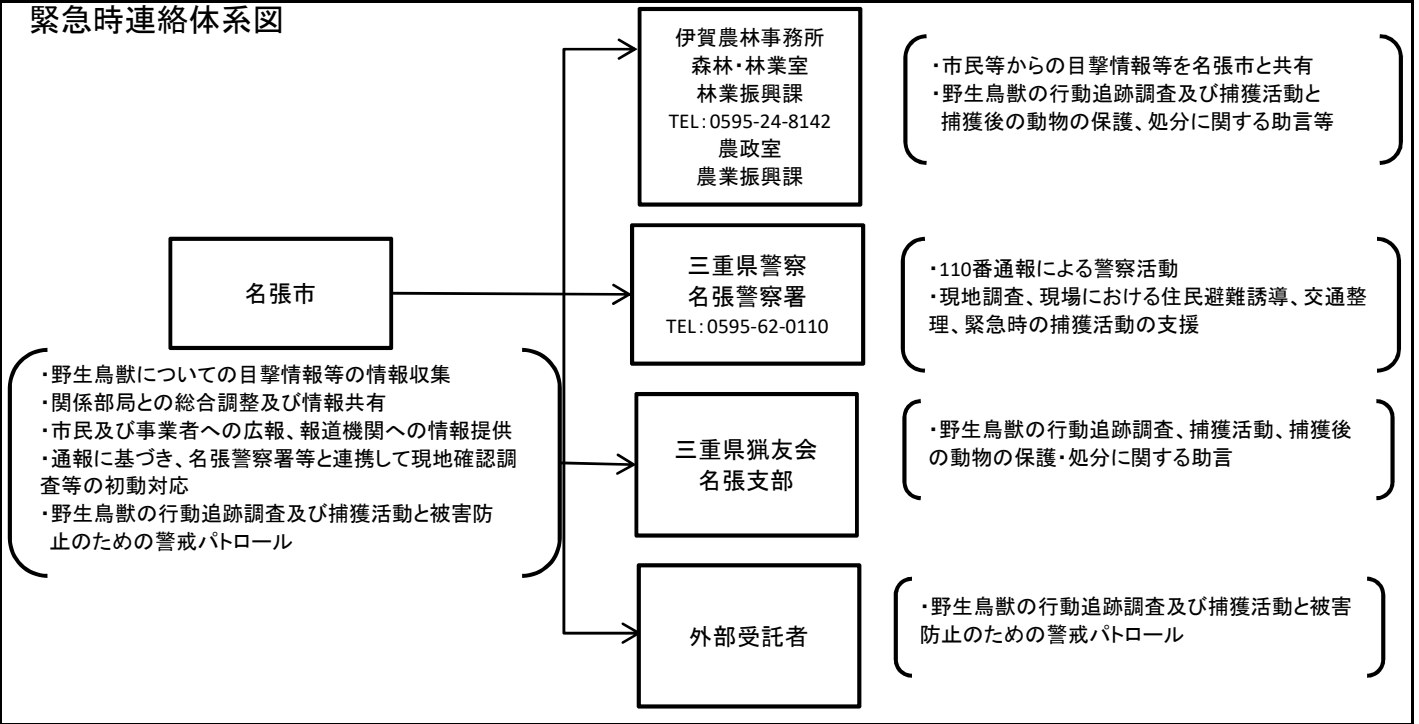 緊急時連絡体系図
伊賀農林事務所
森林・林業室
林業振興課
TEL：0595-24-8142
農政室
農業振興課
・市民等からの目撃情報等を名張市と共有
・野生鳥獣の行動追跡調査及び捕獲活動と
捕獲後の動物の保護、処分に関する助言等
名張市
・野生鳥獣についての目撃情報等の情報収集
・関係部局との総合調整及び情報共有
・市民及び事業者への広報、報道機関への情報提供
・通報に基づき、名張警察署等と連携して現地確認調
査等の初動対応
・野生鳥獣の行動追跡調査及び捕獲活動と被害防
止のための警戒パトロール
三重県警察
名張警察署
TEL：0595-62-0110
・110番通報による警察活動
・現地調査、現場における住民避難誘導、交通整
理、緊急時の捕獲活動の支援
三重県猟友会
名張支部
・野生鳥獣の行動追跡調査、捕獲活動、捕獲後
の動物の保護・処分に関する助言
外部受託者
・野生鳥獣の行動追跡調査及び捕獲活動と被害
防止のための警戒パトロール